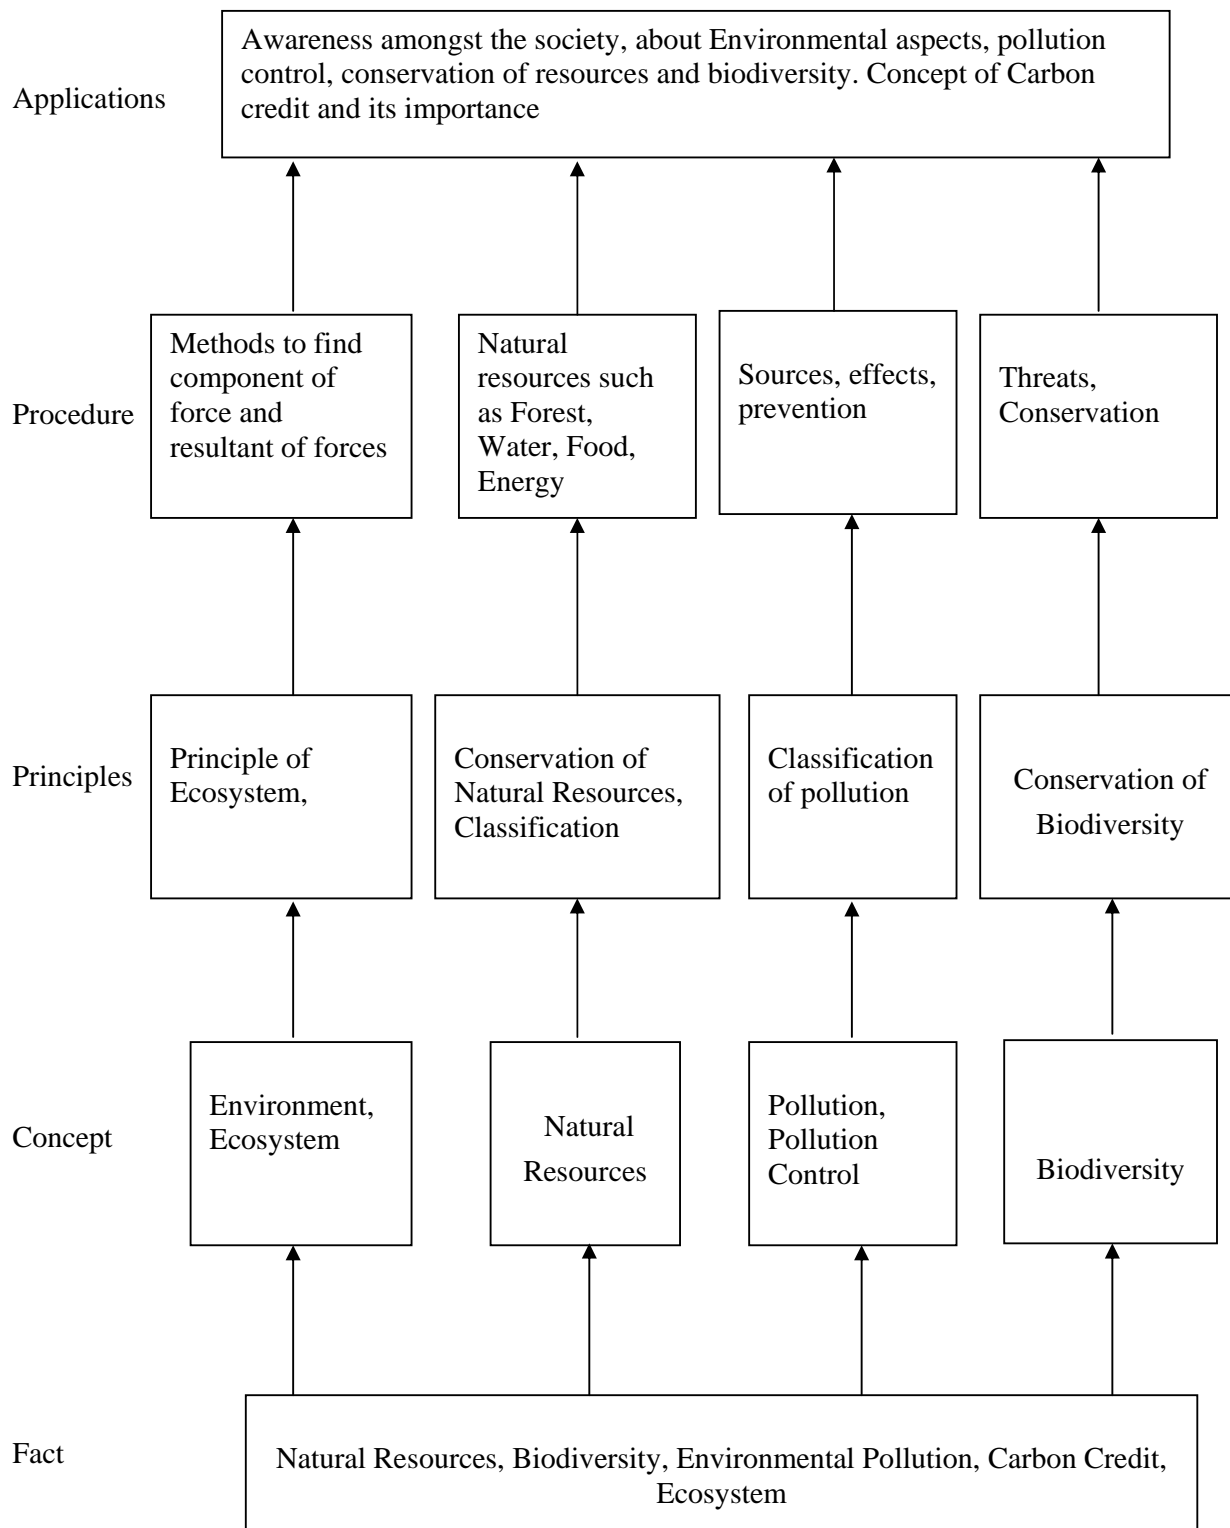 Awareness amongst the society, about Environmental aspects, pollution
control, conservation of resources and biodiversity. Concept of Carbon
credit and its importance
Applications
Methods to find
component of
force and
resultant of forces
Natural
resources such
as Forest,
Water, Food,
Energy
Sources, effects,
prevention
Threats,
Conservation
Procedure
Principle of
Ecosystem,
Conservation of
Natural Resources,
Classification
Classification
of pollution
Conservation of
Biodiversity
Principles
Environment,
Ecosystem
Natural
Resources
Pollution,
Pollution
Control
Biodiversity
Concept
Fact
Natural Resources, Biodiversity, Environmental Pollution, Carbon Credit,
Ecosystem